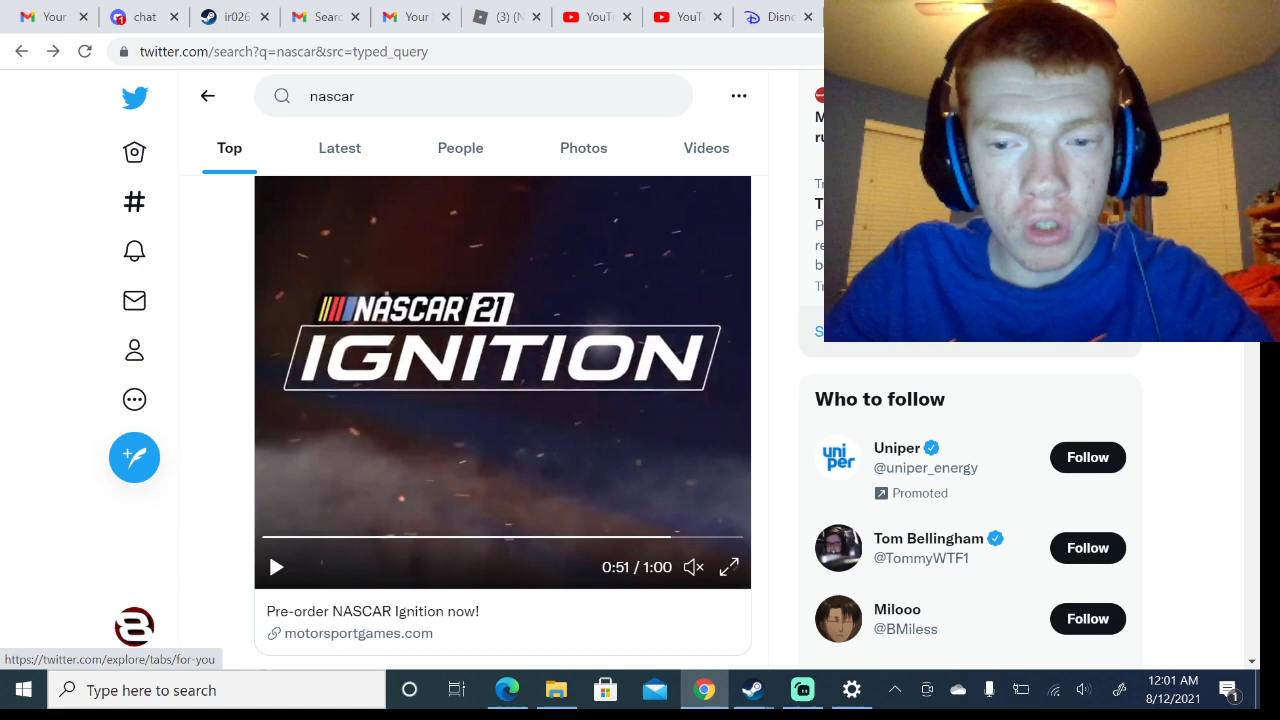 Your
chat
ir026
Searc
Your
(3) (N
YouT
YouT
Disn
twitter.com/search?q=nascar&src=typed_query
nascar
Top
Latest
People
Photos
Videos
NASCAR 21
IGNITION
0:51 / 1:00
Pre-order NASCAR Ignition now!
motorsportgames.com
Who to follow
Uniper
@uniper_energy
Promoted
Follow
uni
per
Tom Bellingham
@TommyWTF1
Follow
Milooo
@BMiless
Follow
https://twitter.com/explore/tabs/for-you
Type here to search
12:01 AM
8/12/2021
1